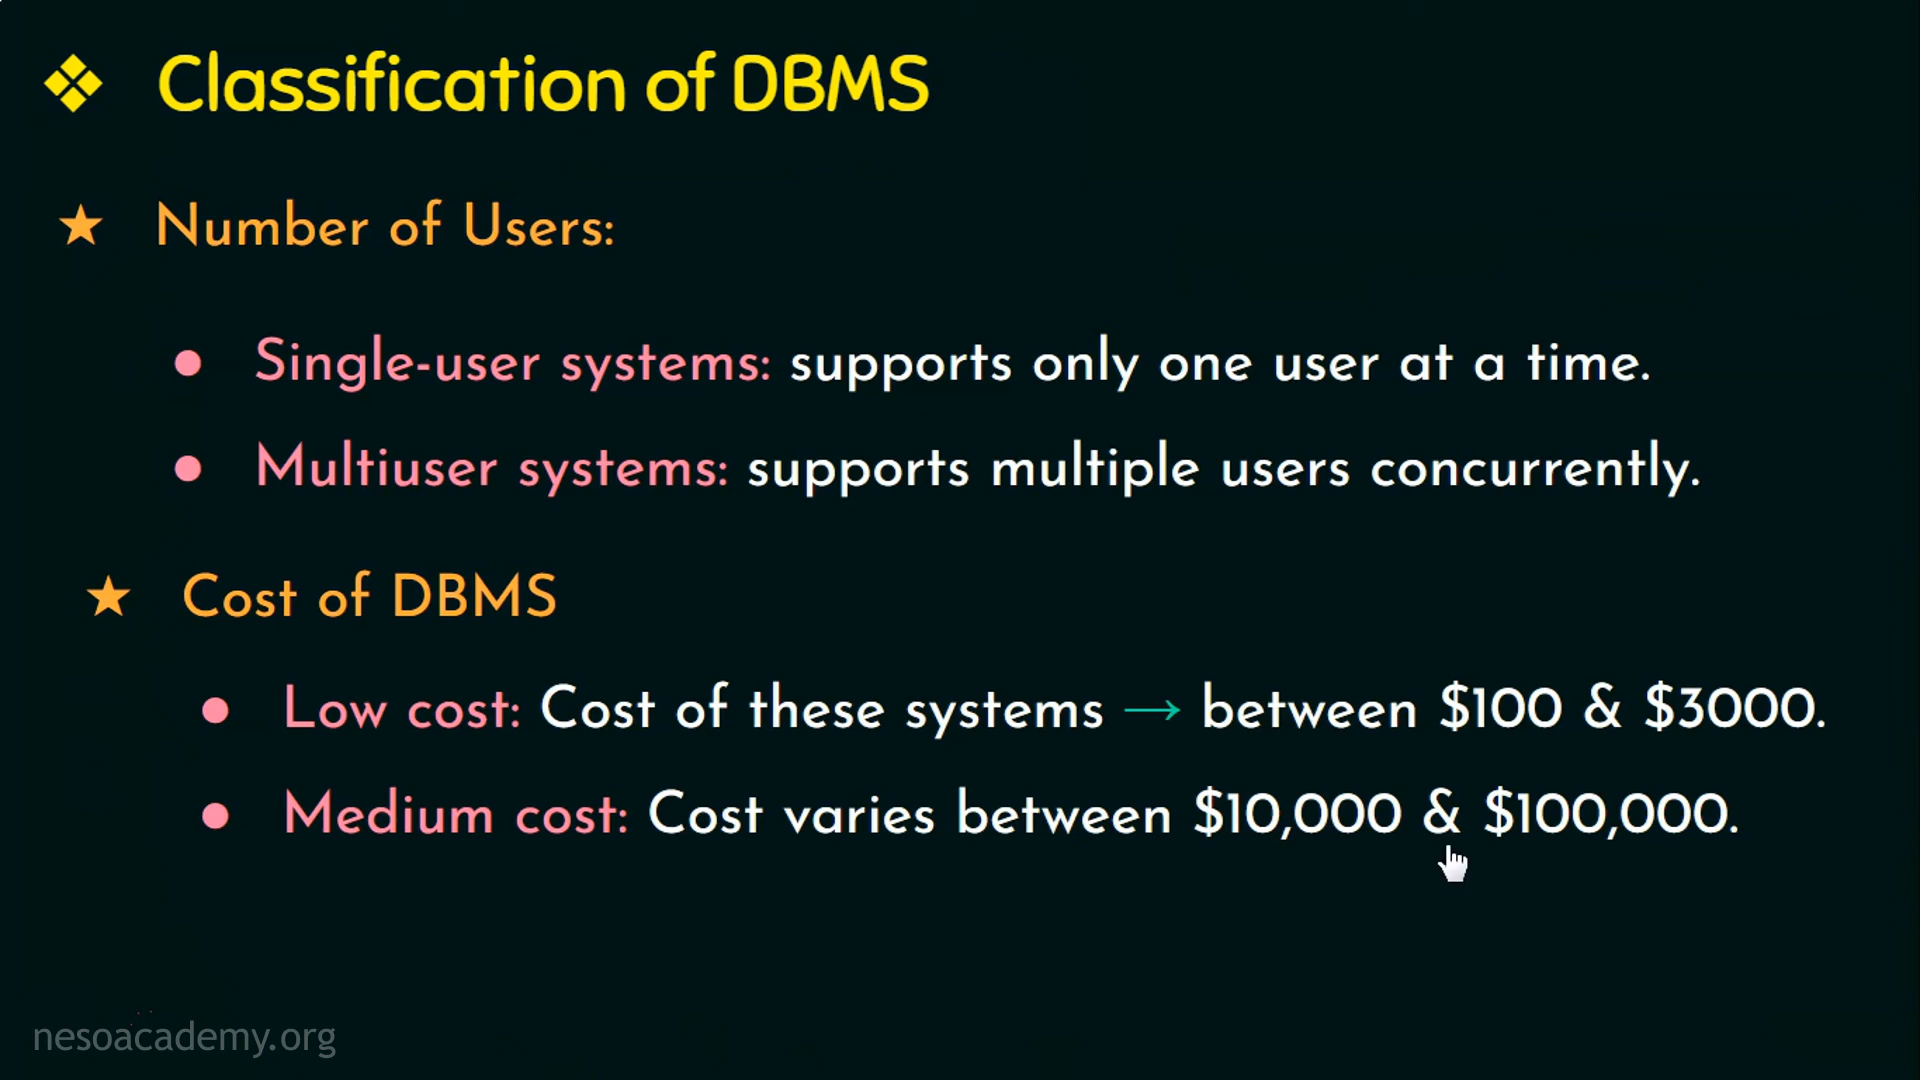 Classification of DBMS
Number of Users:
Single-user systems: supports only one user at a time.
Multiuser systems: supports multiple users concurrently.
Cost of DBMS
Low cost: Cost of these systems → between $100 & $3000.
Medium cost: Cost varies between $10,000 & $100,000.
nesoacademy.org